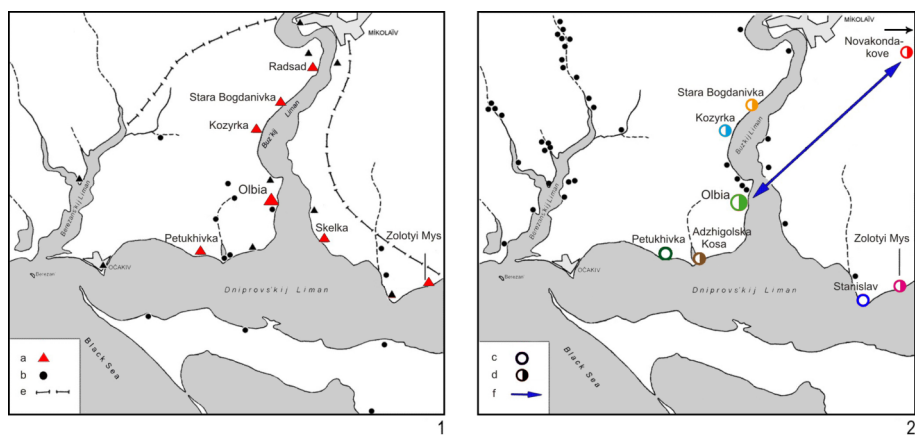 MÍKOLAÏV
Radsad
Stara Bogdanivka
Kozyrka
Buz'kij Liman
Olbia
Berezans'kij Liman
Petukhivka
Skelka
Zolotyi Mys
Berezan
OČAKIV
Dniprovs'kij Liman
Black Sea
a
b
e
1
MÍKOLAÏV
Novakonda-
kove
Stara Bogdanivka
Kozyrka
Buz'kij Liman
Olbia
Berezans'kij Liman
Petukhivka
Adzhigolska
Kosa
Zolotyi Mys
Berezan
OČAKIV
Stanislav
Dniprovs'kij Liman
Black Sea
c
d
f
2